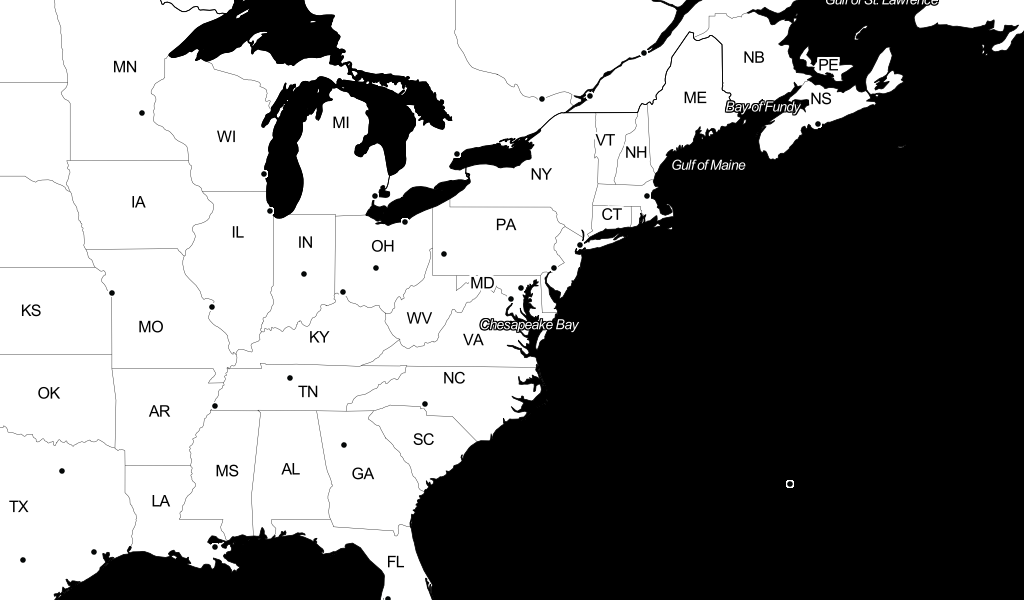 Gulf of St. Lawrence
MN
NB
PE
ME
NS
Bay of Fundy
MI
WI
VT
NH
Gulf of Maine
NY
IA
CT
PA
IL
IN
OH
MD
KS
WV
Chesapeake Bay
MO
KY
VA
NC
OK
TN
AR
SC
MS
AL
GA
LA
TX
FL